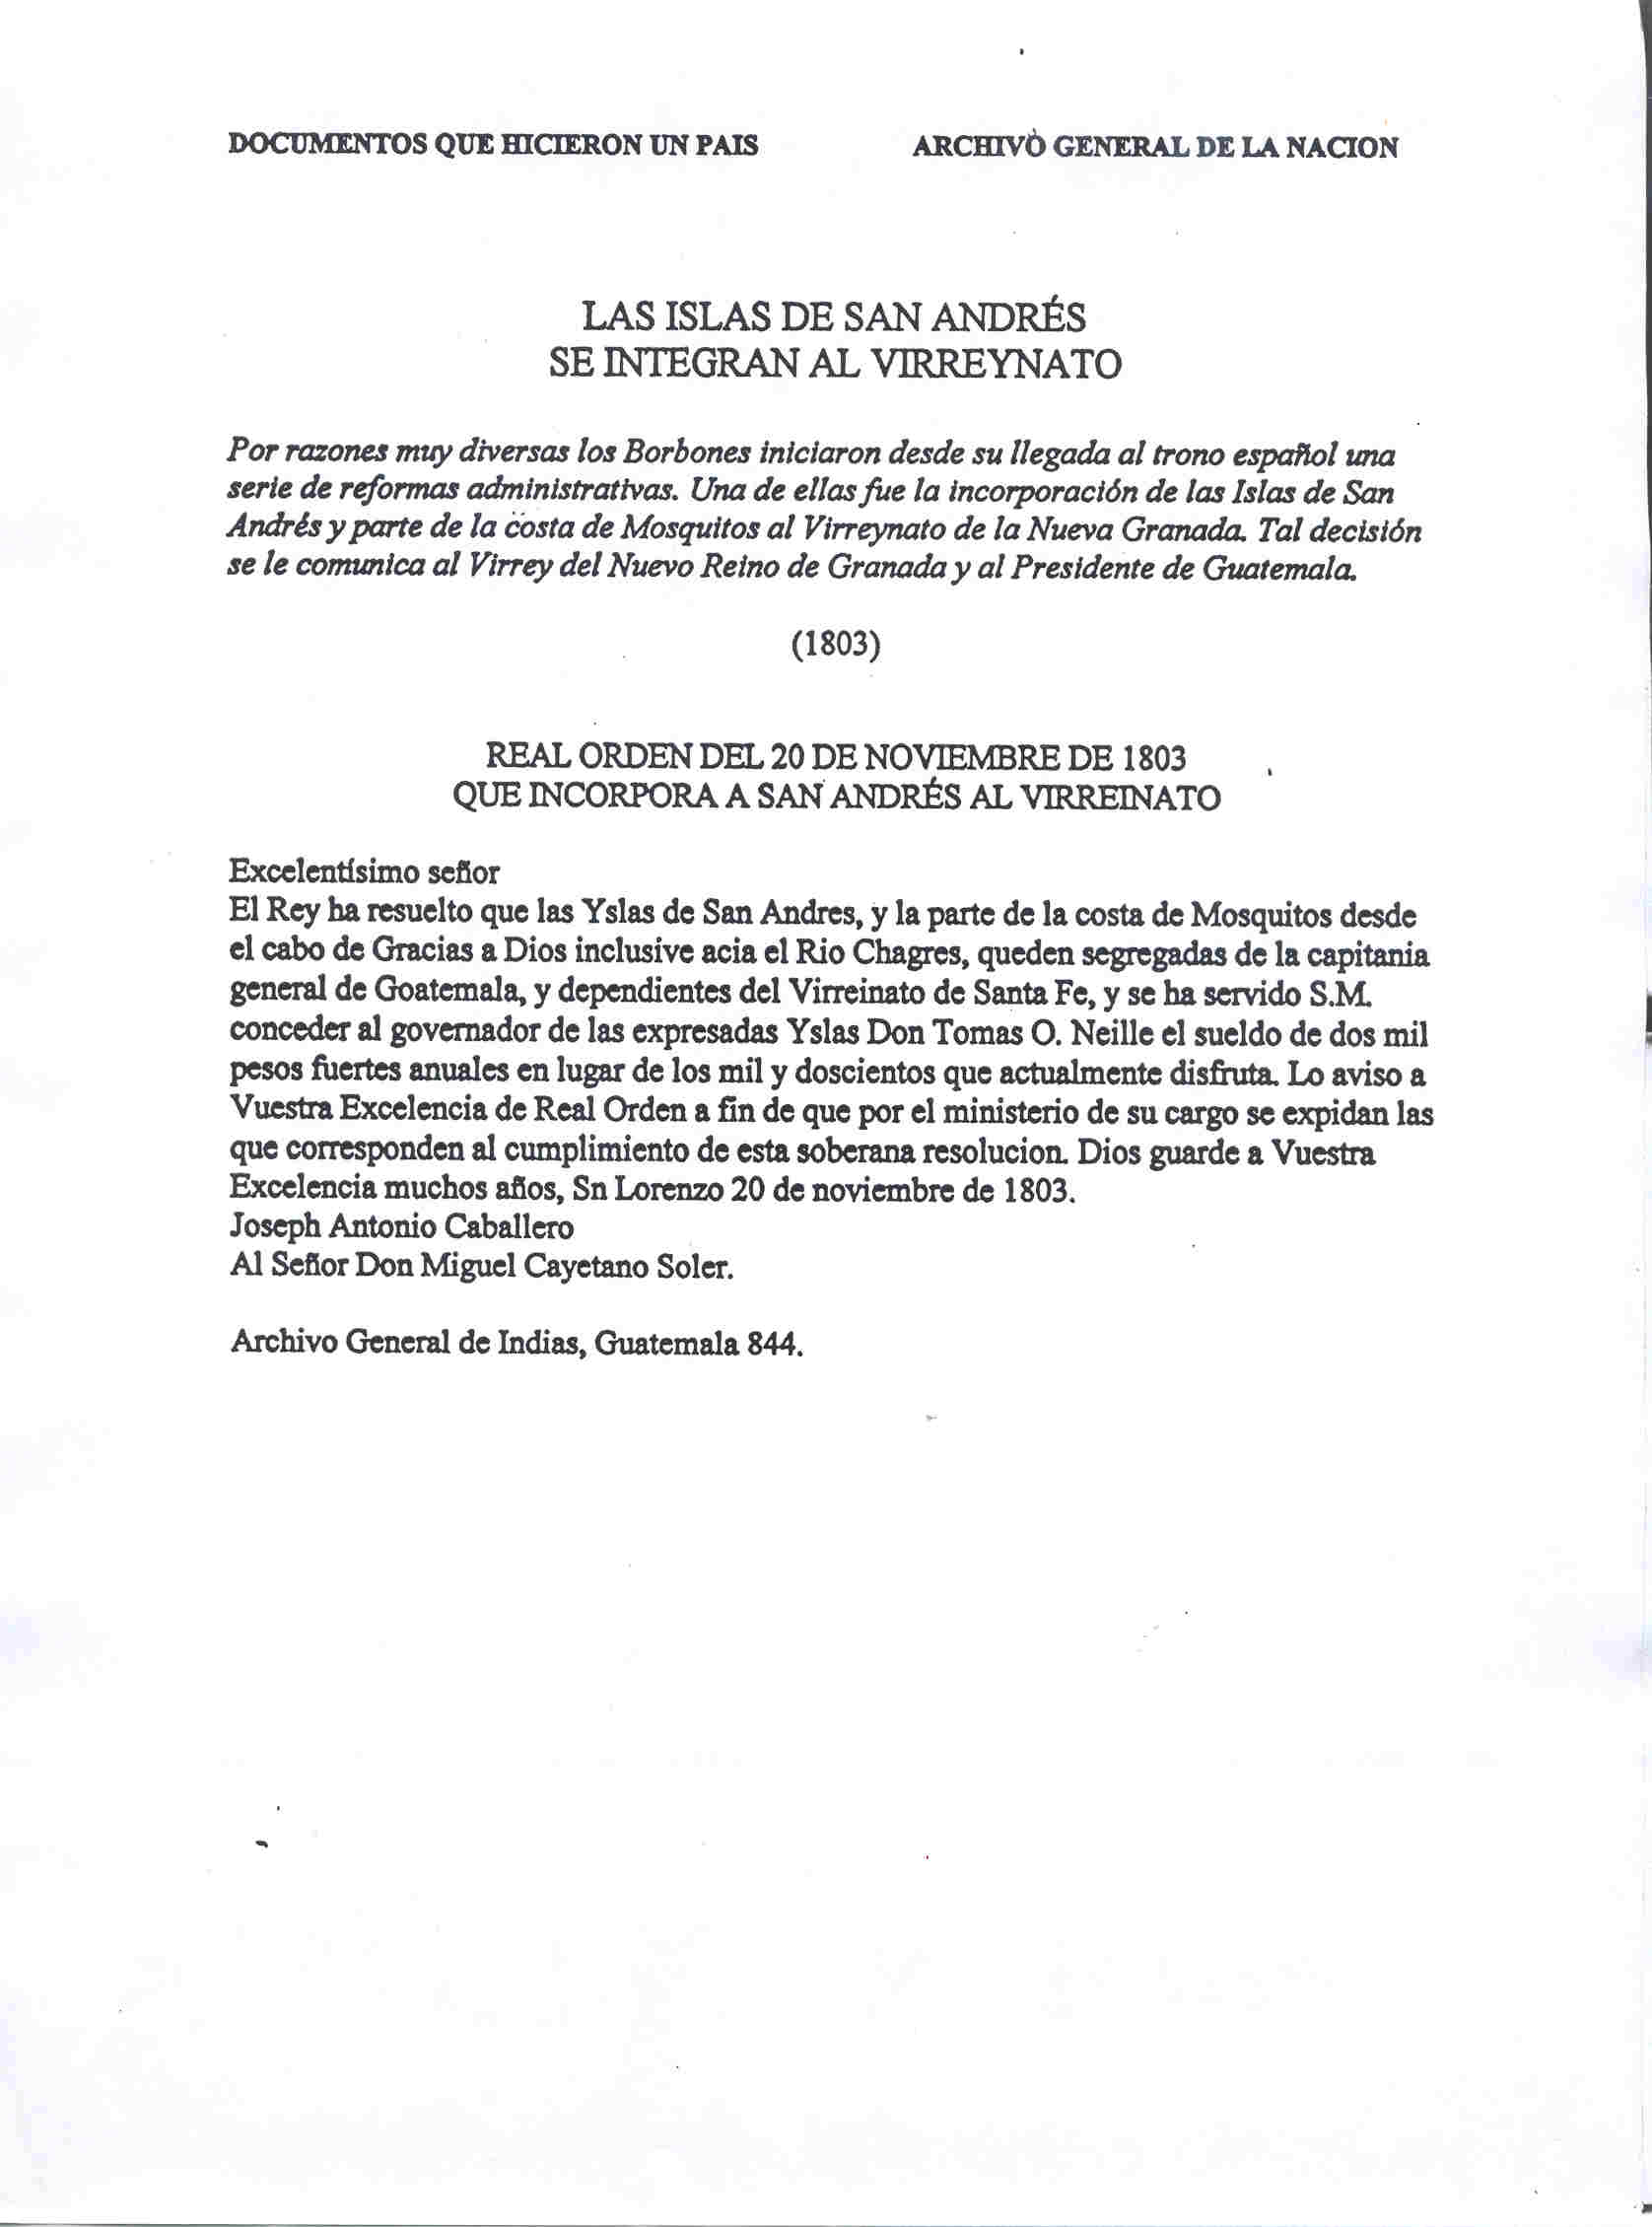 DOCUMENTOS QUE HICIERON UN PAIS ARCHIVO GENERAL DE LA NACION
LAS ISLAS DE SAN ANDRÉS
SE INTEGRAN AL VIRREYNATO
Por razones muy diversas los Borbones iniciaron desde su llegada al trono español una
serie de reformas administrativas. Una de ellas fue la incorporación de las Islas de San
Andrés y parte de la costa de Mosquitos al Virreynato de la Nueva Granada. Tal decisión
se le comunica al Virrey del Nuevo Reino de Granada y al Presidente de Guatemala.
(1803)
REAL ORDEN DEL 20 DE NOVIEMBRE DE 1803
QUE INCORPORA A SAN ANDRÉS AL VIRREINATO
Excelentísimo señor
El Rey ha resuelto que las Yslas de San Andres, y la parte de la costa de Mosquitos desde
el cabo de Gracias a Dios inclusive acia el Rio Chagres, queden segregadas de la capitania
general de Goatemala, y dependientes del Virreinato de Santa Fe, y se ha servido S.M.
conceder al governador de las expresadas Yslas Don Tomas O. Neille el sueldo de dos mil
pesos fuertes anuales en lugar de los mil y doscientos que actualmente disfruta. Lo aviso a
Vuestra Excelencia de Real Orden a fin de que por el ministerio de su cargo se expidan las
que corresponden al cumplimiento de esta soberana resolucion. Dios guarde a Vuestra
Excelencia muchos años, Sn Lorenzo 20 de noviembre de 1803.
Joseph Antonio Caballero
Al Señor Don Miguel Cayetano Soler.
Archivo General de Indias, Guatemala 844.